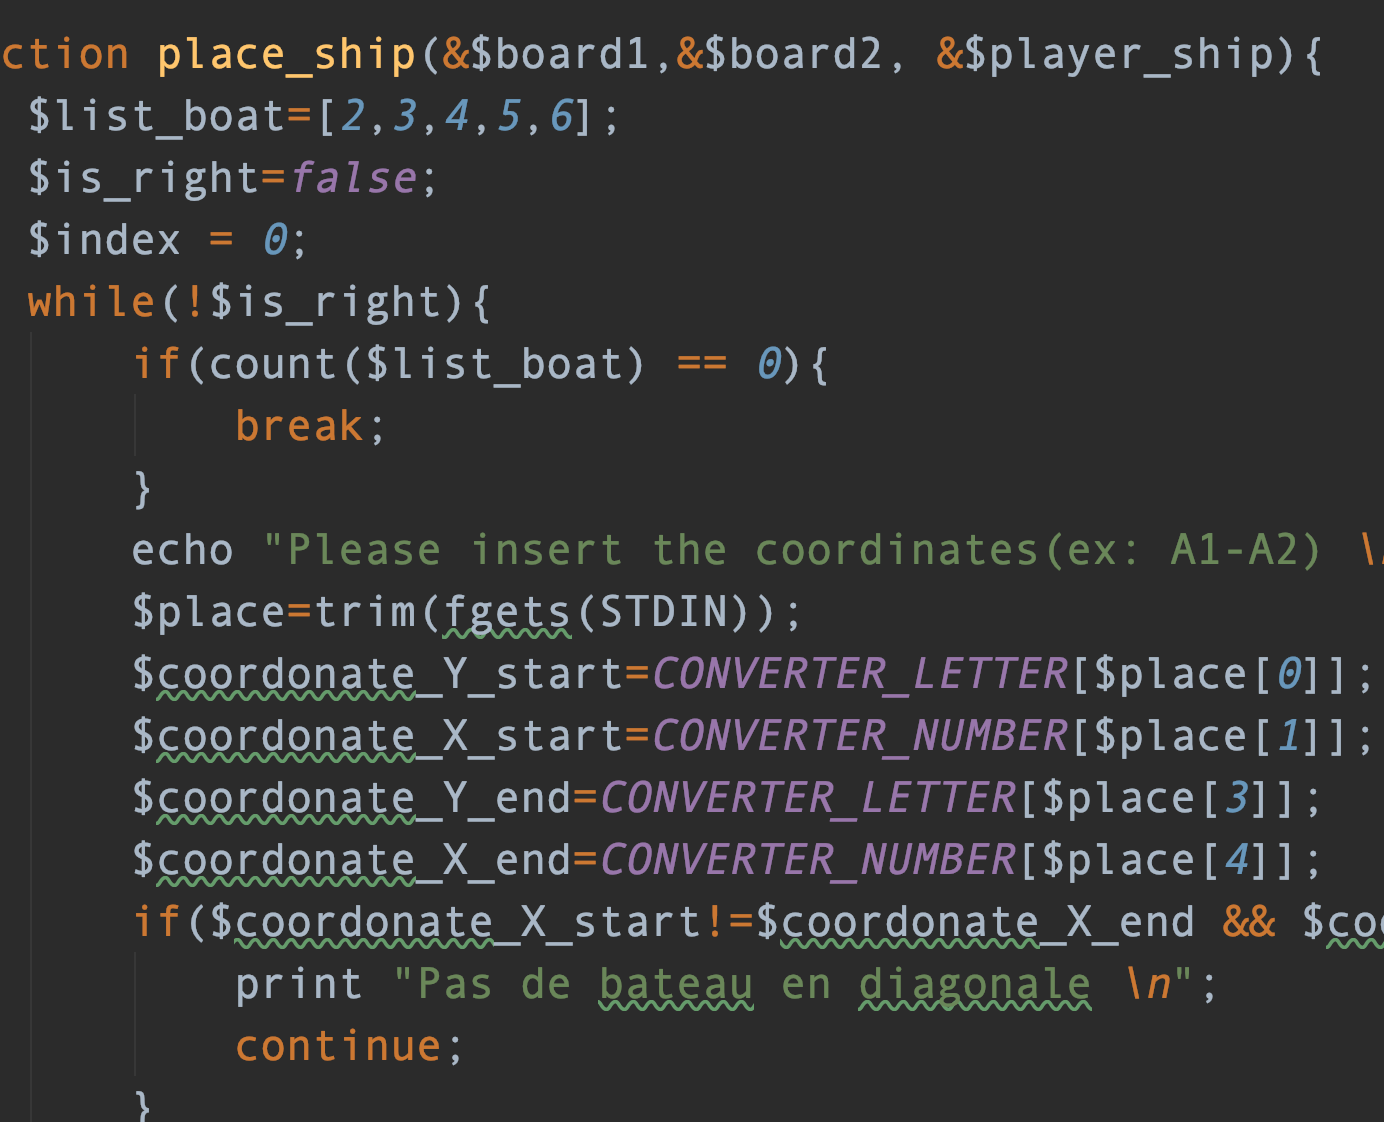 ction place_ship(&$board1,&$board2, &$player_ship){
$list_boat=[2,3,4,5,6];
$is_right=false;
$index = 0;
while(!$is_right){
if(count($list_boat) == 0){
break;
}
echo "Please insert the coordinates(ex: A1-A2) \
$place=trim(fgets(STDIN));
$coordonate_Y_start=CONVERTER_LETTER[$place[0]];
$coordonate_X_start=CONVERTER_NUMBER[$place[1]];
$coordonate_Y_end=CONVERTER_LETTER[$place[3]];
$coordonate_X_end=CONVERTER_NUMBER[$place[4]];
if($coordonate_X_start!=$coordonate_X_end && $co
print "Pas de bateau en diagonale \n";
continue;
}